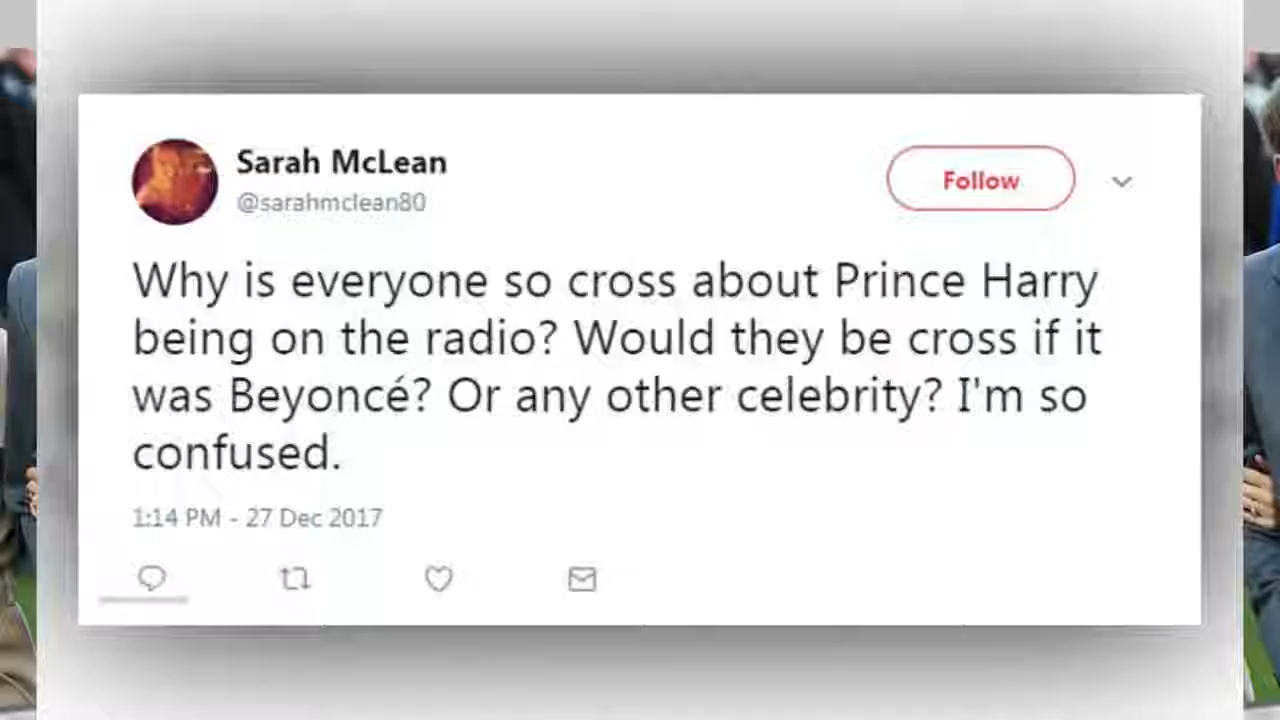 Sarah McLean
@sarahmclean80
Follow
Why is everyone so cross about Prince Harry
being on the radio? Would they be cross if it
was Beyoncé? Or any other celebrity? I'm so
confused.
1:14 PM - 27 Dec 2017